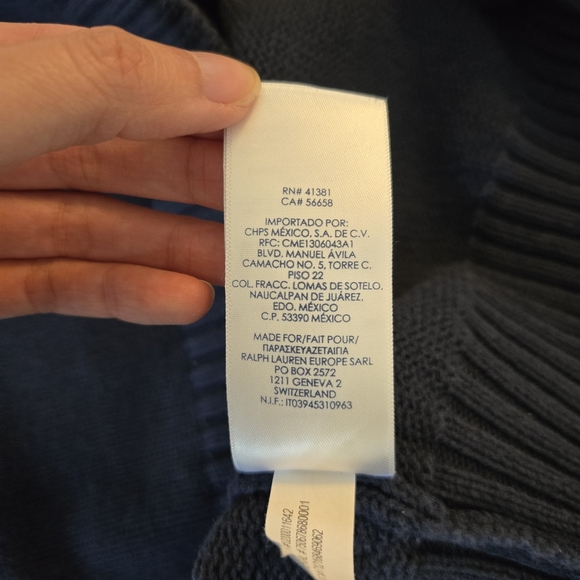 RN# 41381
CA# 56658
IMPORTADO POR:
CHPS MÉXICO, S.A. DE C.V.
RFC: CME1306043A1
BLVD. MANUEL ÁVILA
CAMACHO NO. 5, TORRE C.
PISO 22
COL. FRACC. LOMAS DE SOTELO.
NAUCALPAN DE JUÁREZ.
EDO. MÉXICO
C.P. 53390 MÉXICO
MADE FOR/FAIT POUR/
ΠΑΡΑΣΚΕΥΑΖΕΤΑΙΓΙΑ
RALPH LAUREN EUROPE SARL
PO BOX 2572
1211 GENEVA 2
SWITZERLAND
N.I.F.: IT03945310963